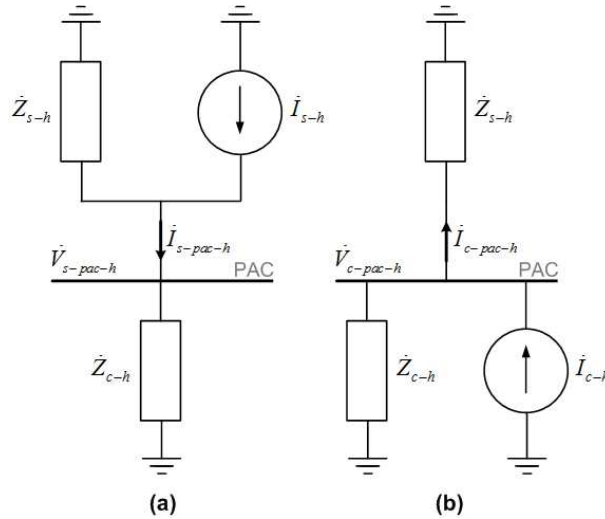 Ż_{s-h} İ_{s-h} Ż_{s-h}
İ_{s-pac-h} İ_{c-pac-h}
V̇_{s-pac-h} PAC V̇_{c-pac-h} PAC
Ż_{c-h} Ż_{c-h} İ_{c-h}
(a) (b)